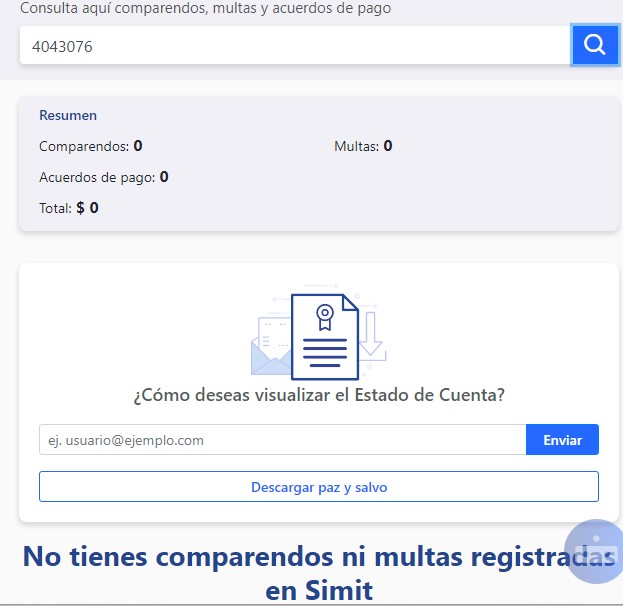 Consulta aquí comparendos, multas y acuerdos de pago
4043076
Resumen
Comparendos: 0
Multas: 0
Acuerdos de pago: 0
Total: $ 0
¿Cómo deseas visualizar el Estado de Cuenta?
ej. usuario@ejemplo.com
Enviar
Descargar paz y salvo
No tienes comparendos ni multas registradas
en Simit